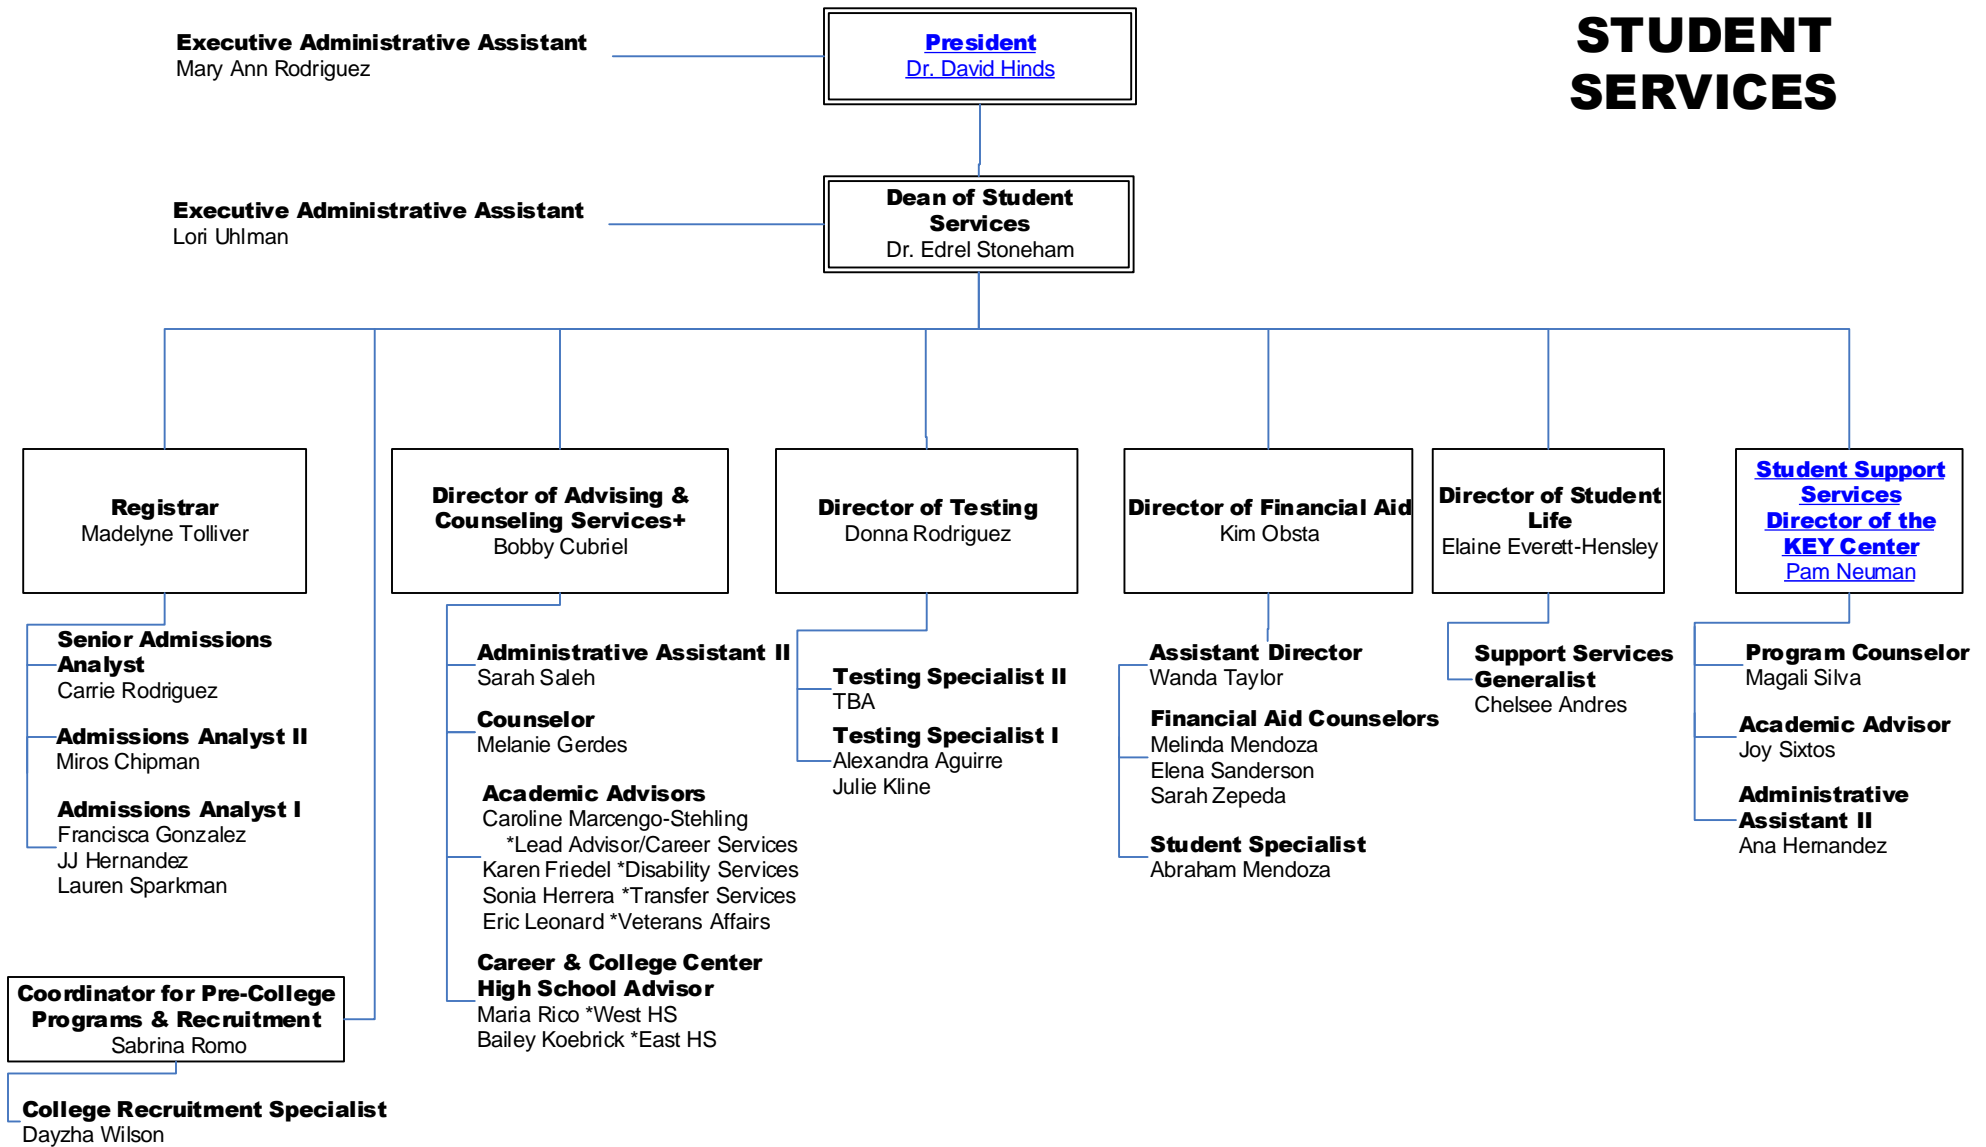 STUDENT
SERVICES
Executive Administrative Assistant
Mary Ann Rodriguez
President
Dr. David Hinds
Executive Administrative Assistant
Lori Uhlman
Dean of Student
Services
Dr. Edrel Stoneham
Registrar
Madelyne Tolliver
Senior Admissions
Analyst
Carrie Rodriguez
Admissions Analyst II
Miros Chipman
Admissions Analyst I
Francisca Gonzalez
JJ Hernandez
Lauren Sparkman
Coordinator for Pre-College
Programs & Recruitment
Sabrina Romo
College Recruitment Specialist
Dayzha Wilson
Director of Advising &
Counseling Services+
Bobby Cubriel
Administrative Assistant II
Sarah Saleh
Counselor
Melanie Gerdes
Academic Advisors
Caroline Marcengo-Stehling
*Lead Advisor/Career Services
Karen Friedel *Disability Services
Sonia Herrera *Transfer Services
Eric Leonard *Veterans Affairs
Career & College Center
High School Advisor
Maria Rico *West HS
Bailey Koebrick *East HS
Director of Testing
Donna Rodriguez
Testing Specialist II
TBA
Testing Specialist I
Alexandra Aguirre
Julie Kline
Director of Financial Aid
Kim Obsta
Assistant Director
Wanda Taylor
Financial Aid Counselors
Melinda Mendoza
Elena Sanderson
Sarah Zepeda
Student Specialist
Abraham Mendoza
Director of Student
Life
Elaine Everett-Hensley
Support Services
Generalist
Chelsee Andres
Student Support
Services
Director of the
KEY Center
Pam Neuman
Program Counselor
Magali Silva
Academic Advisor
Joy Sixtos
Administrative
Assistant II
Ana Hernandez